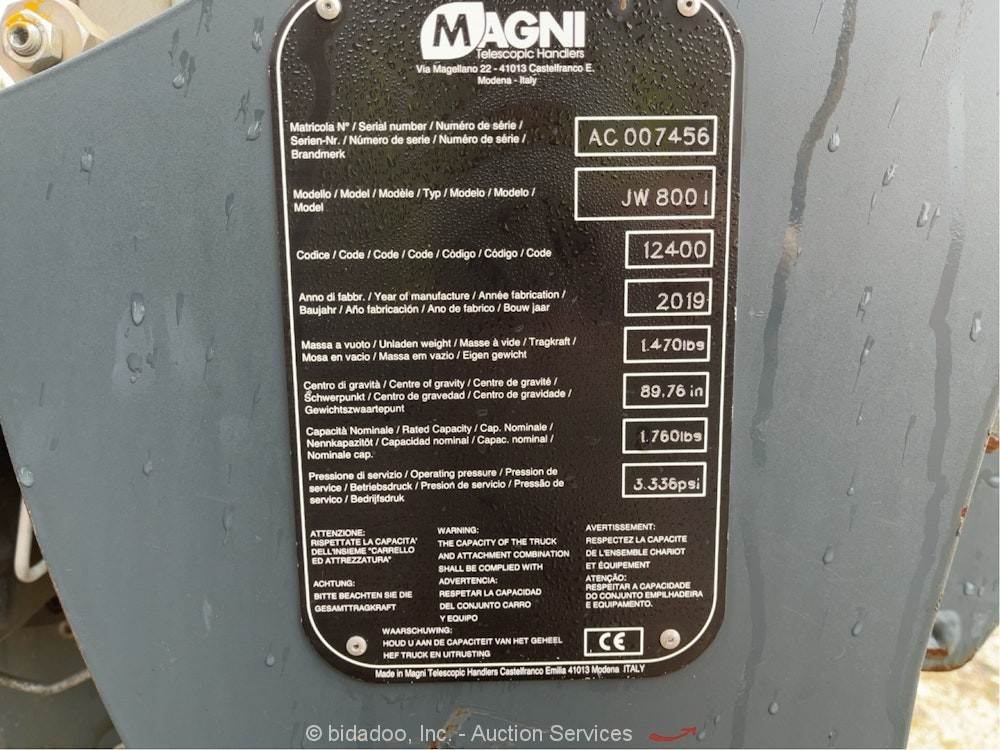 MAGNI
Telescopic Handlers
Via Magellano 22 - 41013 Castelfranco E.
Modena - Italy
Matricola N° / Serial number / Numéro de série /
Serien-Nr. / Número de serie / Numéro de série /
Brandmerk
AC 007456
Modello / Model / Modèle / Typ / Modelo / Modelo /
Model
JW 800 I
Codice / Code / Code / Code / Código / Código / Code
12400
Anno di fabbr. / Year of manufacture / Année fabrication /
Baujahr / Año fabricación / Ano de fabrico / Bouw jaar
2019
Massa a vuoto / Unladen weight / Masse à vide / Tragkraft /
Mosa en vacio / Massa em vazio / Eigen gewicht
1.470lbs
Centro di gravità / Centre of gravity / Centre de gravité /
Schwerpunkt / Centro de gravedad / Centro de gravidade /
Gewichtszwaartepunt
89,76 in
Capacità Nominale / Rated Capacity / Cap. Nominale /
Nennkapazitöt / Capacidad nominal / Capac. nominal /
Nominale cap.
1.760lbs
Pressione di servizio / Operating pressure / Pression de
service / Betriebsdruck / Presion de servicio / Pressão de
servico / Bedrijfsdruk
3.336psi
ATTENZIONE:
RISPETTATE LA CAPACITA'
DELL'INSIEME "CARRELLO
ED ATTREZZATURA"
WARNING:
THE CAPACITY OF THE TRUCK
AND ATTACHMENT COMBINATION
SHALL BE COMPLIED WITH
AVERTISSEMENT:
RESPECTEZ LA CAPACITE
DE L'ENSEMBLE CHARIOT
ET ÉQUIPEMENT
ACHTUNG:
BITTE BEACHTEN SIE DIE
GESAMTTRAGKRAFT
ADVERTENCIA:
RESPETAR LA CAPACIDAD
DEL CONJUNTO CARRO
Y EQUIPO
ATENÇÃO:
RESPEITAR A CAPACIDADE
DO CONJUNTO EMPILHADEIRA
E EQUIPAMENTO.
WAARSCHUWING:
HOUD U AAN DE CAPACITEIT VAN HET GEHEEL
HEF TRUCK EN UITRUSTING
CE
Made in Magni Telescopic Handlers Castelfranco Emilia 41013 Modena ITALY
© bidadoo, Inc. - Auction Services